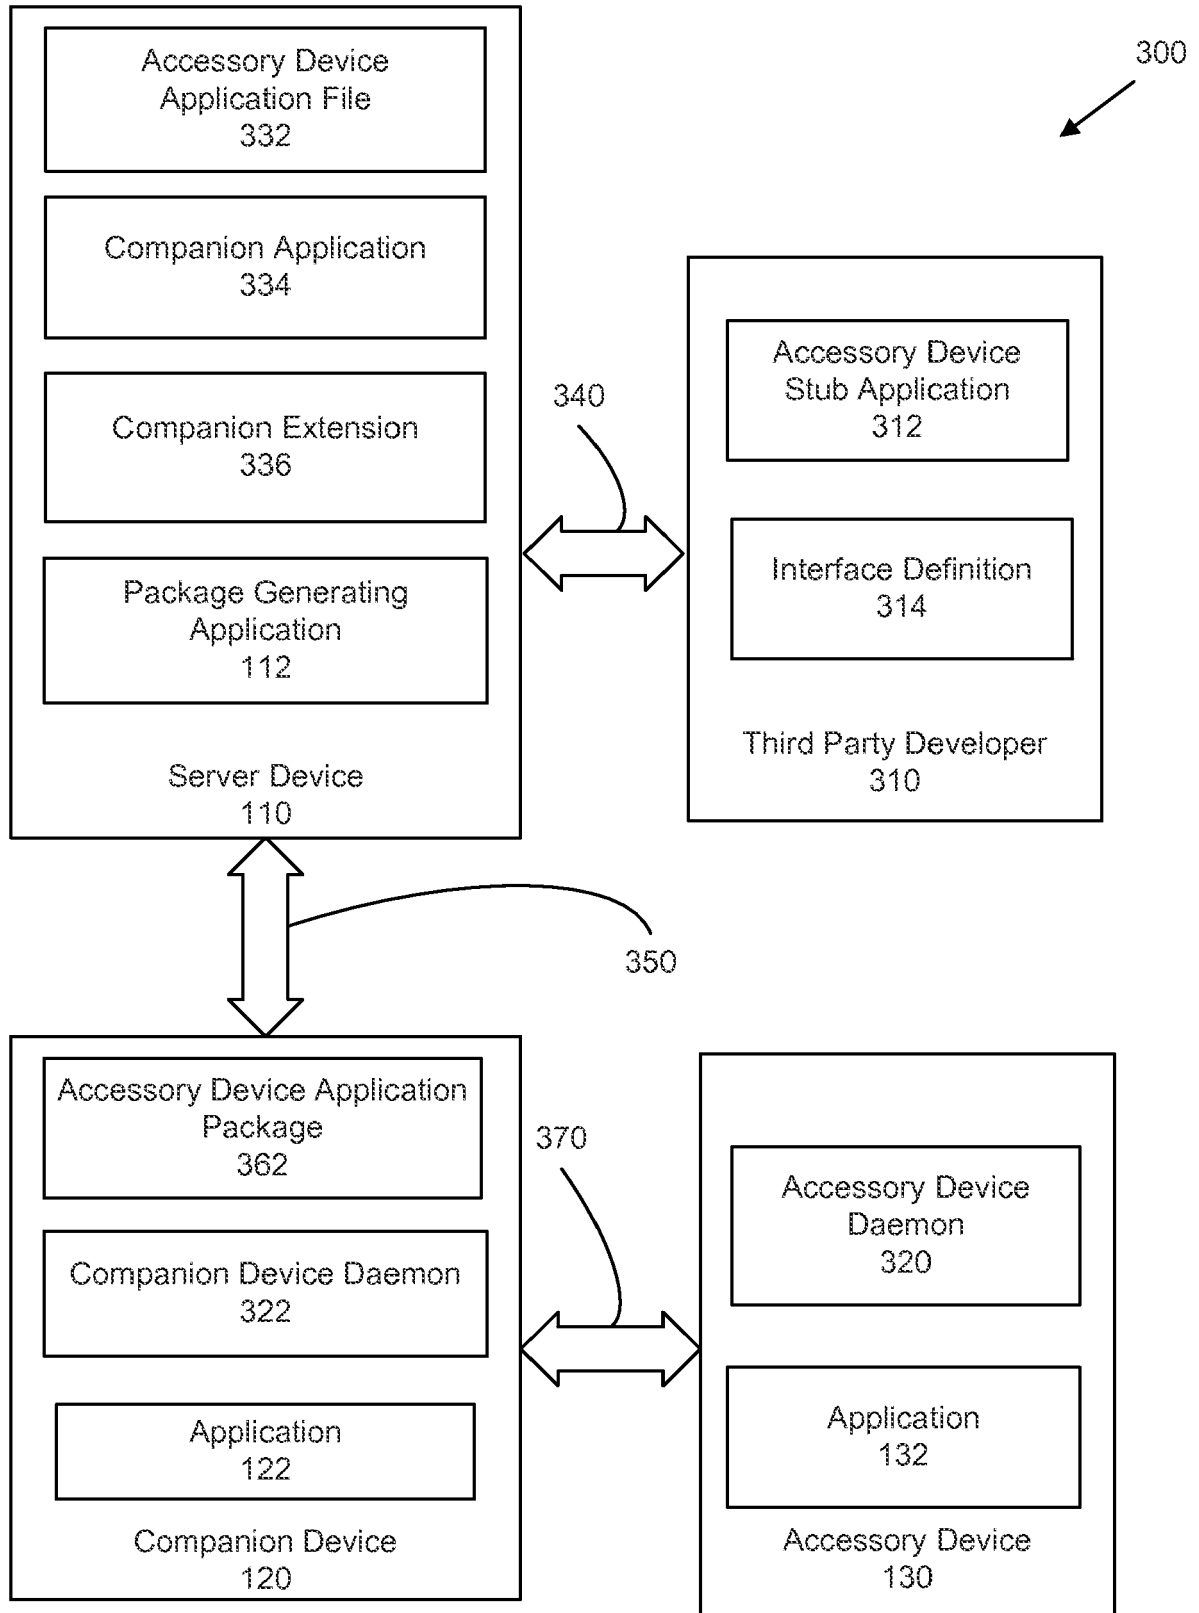 300
Accessory Device
Application File
332
Companion Application
334
Companion Extension
336
Package Generating
Application
112
Server Device
110
340
Accessory Device
Stub Application
312
Interface Definition
314
Third Party Developer
310
350
Accessory Device Application
Package
362
Companion Device Daemon
322
Application
122
Companion Device
120
370
Accessory Device
Daemon
320
Application
132
Accessory Device
130